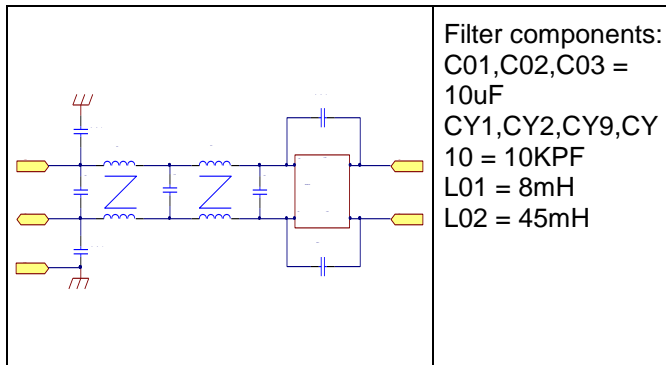 Filter components:
C01,C02,C03 =
10uF
CY1,CY2,CY9,CY
10 = 10KPF
L01 = 8mH
L02 = 45mH